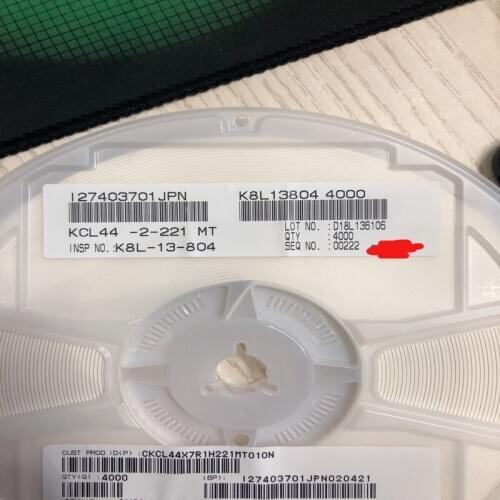 I27403701JPN K8L13804 4000
KCL44 -2-221 MT
INSP NO.:K8L-13-804
LOT NO. :D18L136106
QTY :4000
SEQ NO. :00222
CUST PROD ID(P) :CKCL44X7R1H221MT010N
QTY(Q) :4000 (6P): I27403701JPN020421